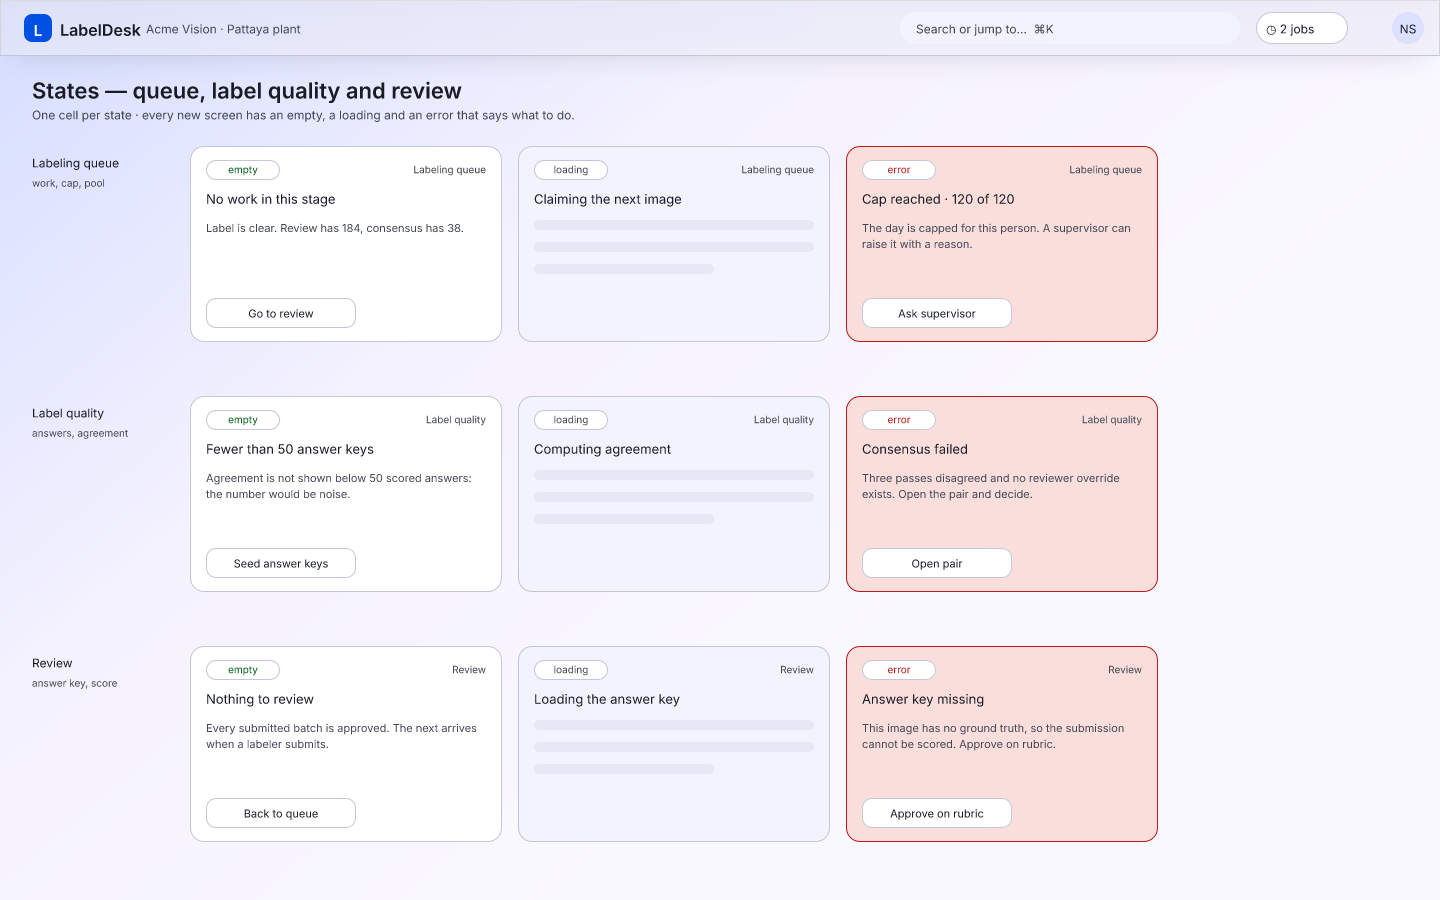 L LabelDesk Acme Vision · Pattaya plant Search or jump to... ⌘K ◷ 2 jobs NS
States — queue, label quality and review
One cell per state · every new screen has an empty, a loading and an error that says what to do.
Labeling queue
work, cap, pool
empty Labeling queue
No work in this stage
Label is clear. Review has 184, consensus has 38.
Go to review
loading Labeling queue
Claiming the next image
error Labeling queue
Cap reached · 120 of 120
The day is capped for this person. A supervisor can
raise it with a reason.
Ask supervisor
Label quality
answers, agreement
empty Label quality
Fewer than 50 answer keys
Agreement is not shown below 50 scored answers:
the number would be noise.
Seed answer keys
loading Label quality
Computing agreement
error Label quality
Consensus failed
Three passes disagreed and no reviewer override
exists. Open the pair and decide.
Open pair
Review
answer key, score
empty Review
Nothing to review
Every submitted batch is approved. The next arrives
when a labeler submits.
Back to queue
loading Review
Loading the answer key
error Review
Answer key missing
This image has no ground truth, so the submission
cannot be scored. Approve on rubric.
Approve on rubric